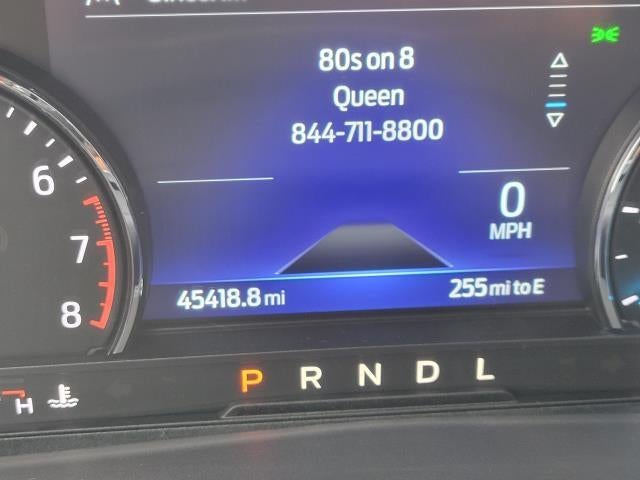 80s on 8
Queen
844-711-8800
6
7
8
0
MPH
45418.8 mi
255 mi to E
P R N D L
H